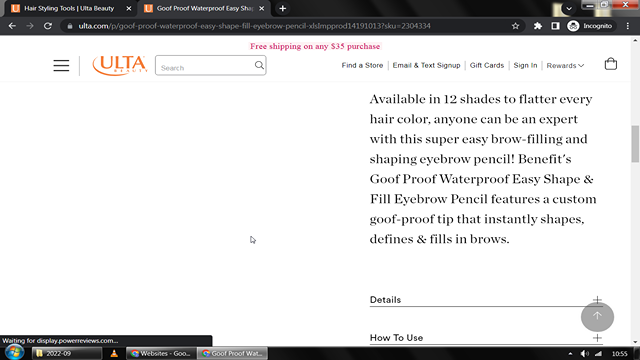 Hair Styling Tools | Ulta Beauty
Goof Proof Waterproof Easy Shap
ulta.com/p/goof-proof-waterproof-easy-shape-fill-eyebrow-pencil-xlsImpprod14191013?sku=2304334
Incognito
Free shipping on any $35 purchase
ULTA
BEAUTY
Search
Find a Store
Email & Text Signup
Gift Cards
Sign In
Rewards
Available in 12 shades to flatter every
hair color, anyone can be an expert
with this super easy brow-filling and
shaping eyebrow pencil! Benefit's
Goof Proof Waterproof Easy Shape &
Fill Eyebrow Pencil features a custom
goof-proof tip that instantly shapes,
defines & fills in brows.
Details
How To Use
Waiting for display.powerreviews.com...
2022-09
Websites - Goo...
Goof Proof Wat...
10:55